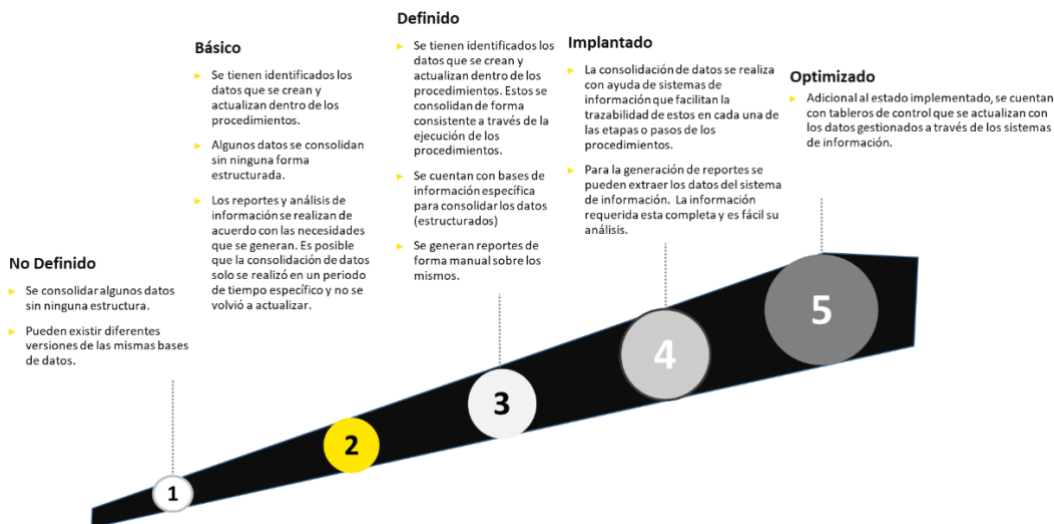 No Definido
Se consolidar algunos datos
sin ninguna estructura.
Pueden existir diferentes
versiones de las mismas bases
de datos.
Básico
Se tienen identificados los
datos que se crean y
actualizan dentro de los
procedimientos.
Algunos datos se consolidan
sin ninguna forma
estructurada.
Los reportes y análisis de
información se realizan de
acuerdo con las necesidades
que se generan. Es posible
que la consolidación de datos
solo se realizó en un periodo
de tiempo específico y no se
volvió a actualizar.
Definido
Se tienen identificados los
datos que se crean y
actualizan dentro de los
procedimientos. Estos se
consolidan de forma
consistente a través de la
ejecución de los
procedimientos.
Se cuentan con bases de
información específica
para consolidar los datos
(estructurados)
Se generan reportes de
forma manual sobre los
mismos.
Implantado
La consolidación de datos se realiza
con ayuda de sistemas de
información que facilitan la
trazabilidad de estos en cada una de
las etapas o pasos de los
procedimientos.
Para la generación de reportes se
pueden extraer los datos del sistema
de información. La información
requerida esta completa y es fácil su
análisis.
Optimizado
Adicional al estado implementado, se cuentan
con tableros de control que se actualizan con
los datos gestionados a través de los sistemas
de información.
1
2
3
4
5